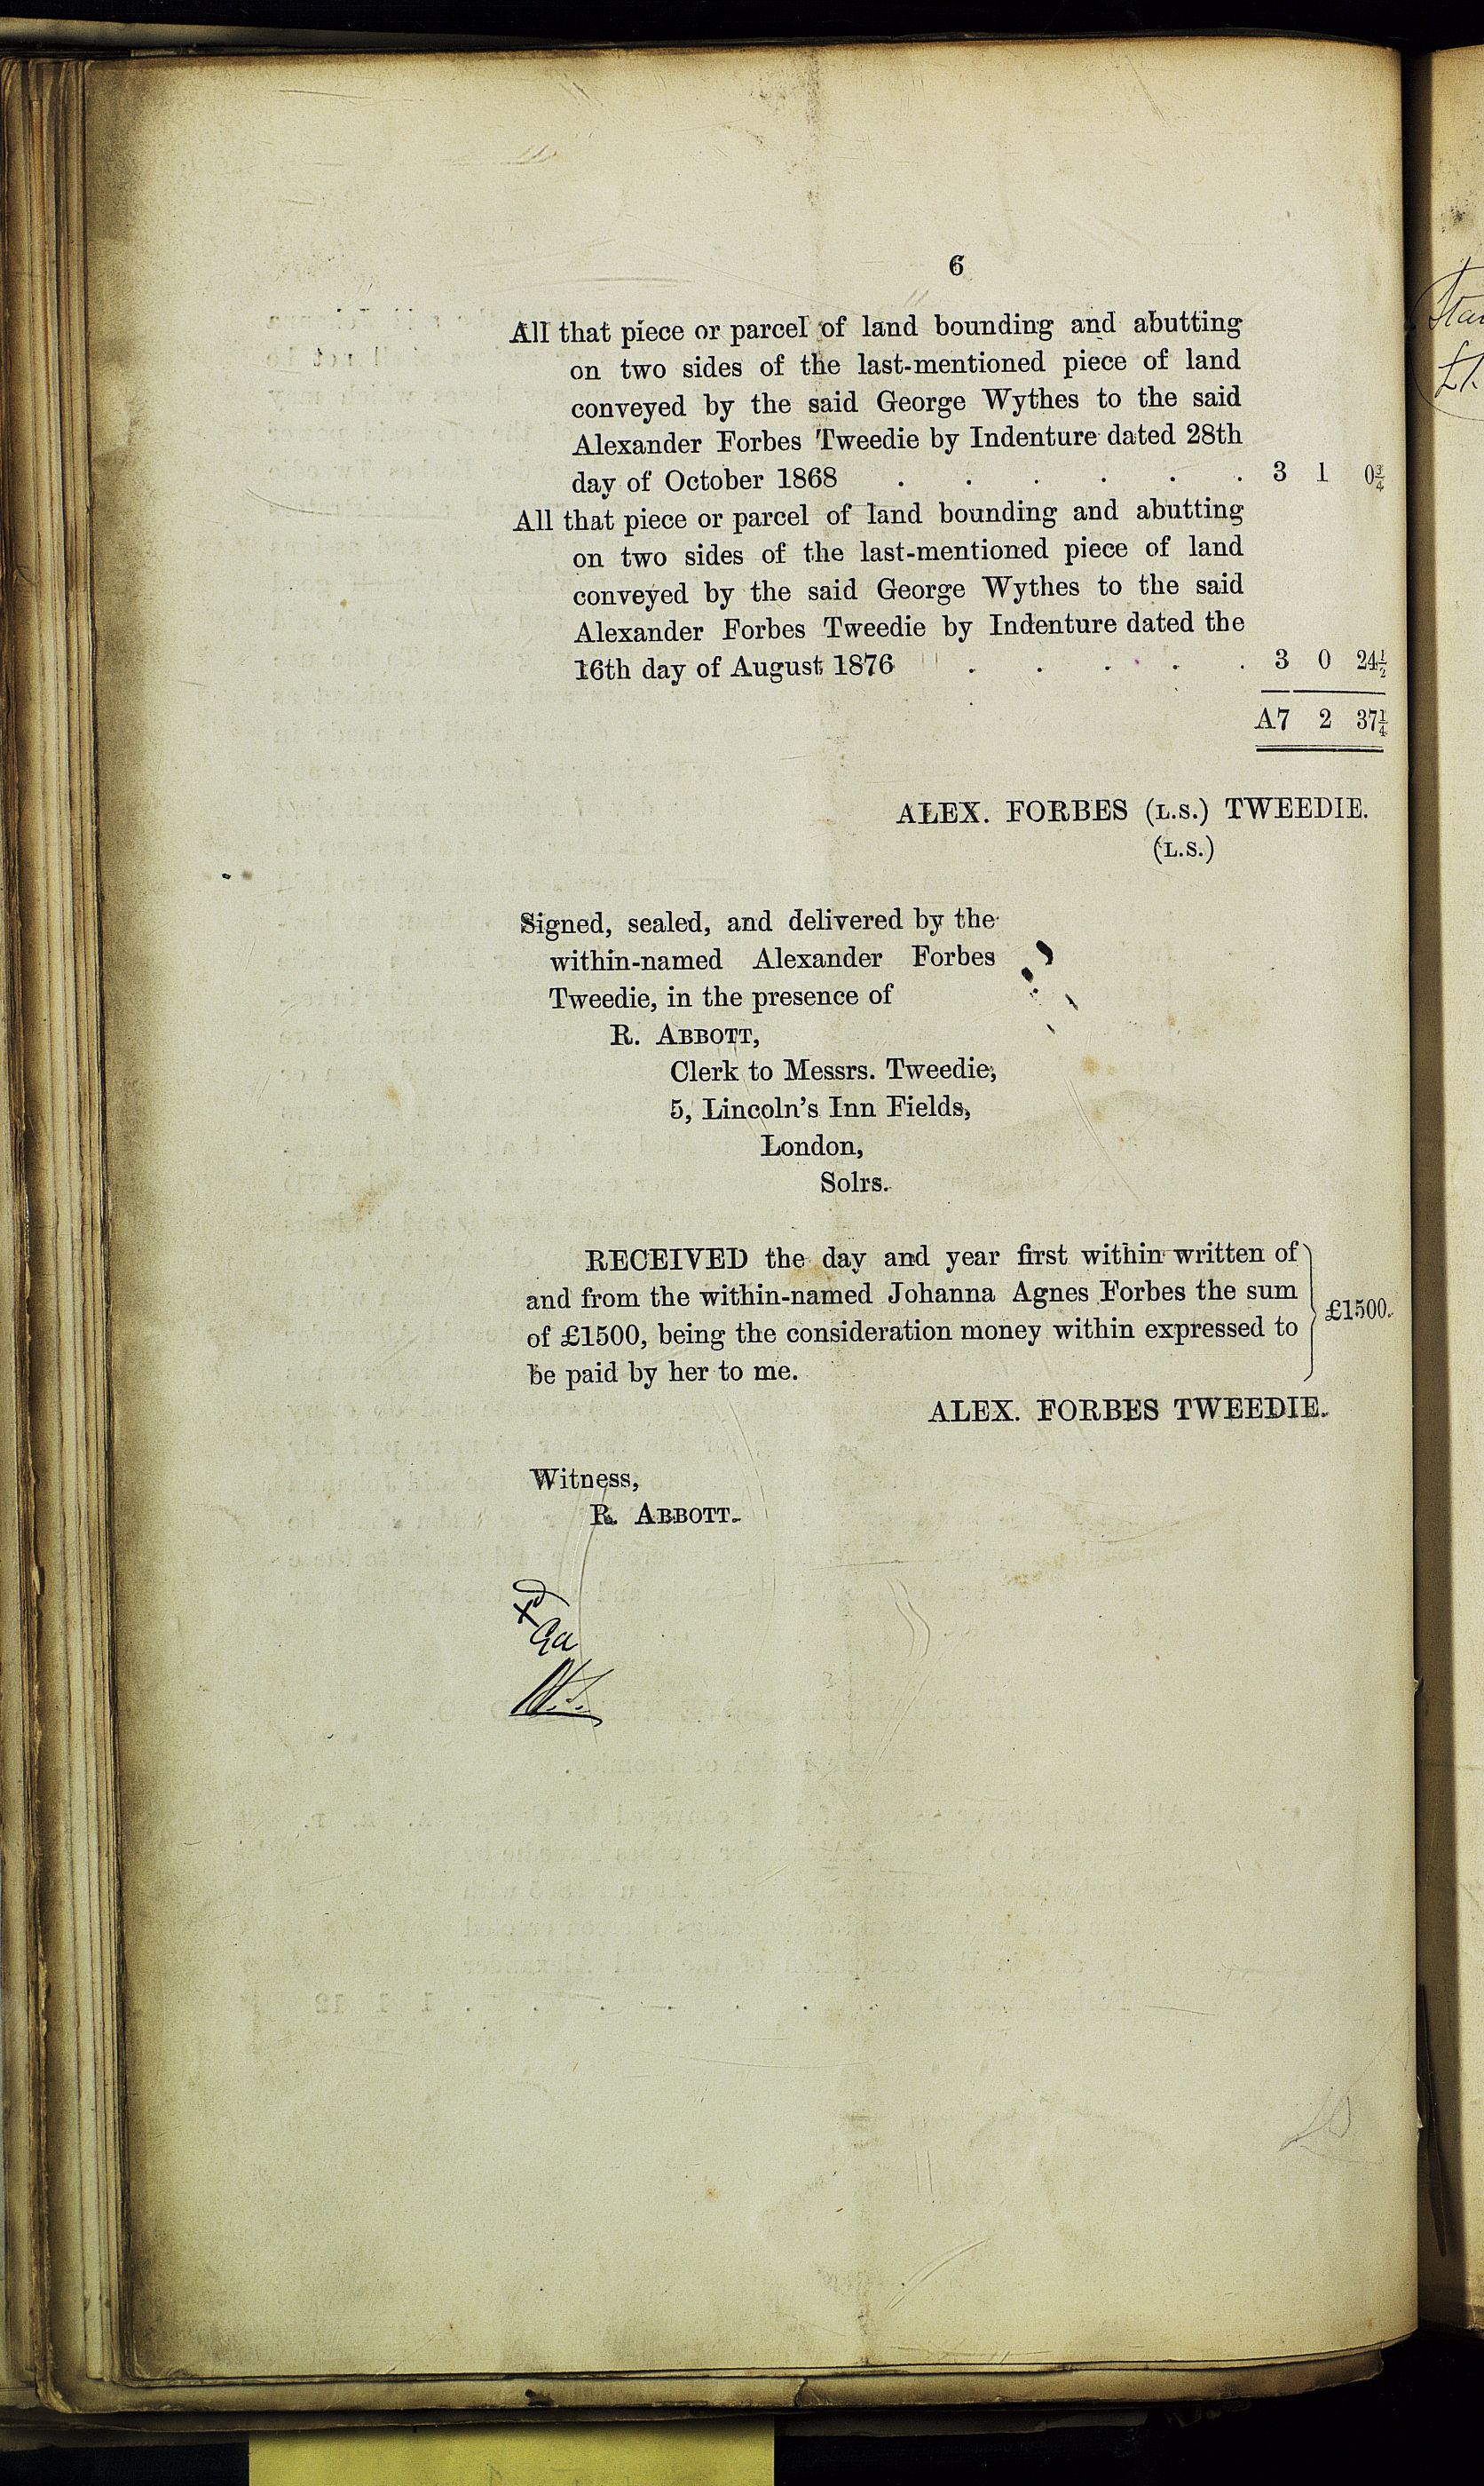 6
All that piece or parcel of land bounding and abutting
on two sides of the last-mentioned piece of land
conveyed by the said George Wythes to the said
Alexander Forbes Tweedie by Indenture dated 28th
day of October 1868 . . . . . . 3 1 0¾
All that piece or parcel of land bounding and abutting
on two sides of the last-mentioned piece of land
conveyed by the said George Wythes to the said
Alexander Forbes Tweedie by Indenture dated the
16th day of August 1876 . . . . . 3 0 24½
A7 2 37¼
ALEX. FORBES (L.S.) TWEEDIE.
(L.S.)
Signed, sealed, and delivered by the
within-named Alexander Forbes
Tweedie, in the presence of
R. ABBOTT,
Clerk to Messrs. Tweedie,
5, Lincoln's Inn Fields,
London,
Solrs.
RECEIVED the day and year first within written of
and from the within-named Johanna Agnes Forbes the sum
of £1500, being the consideration money within expressed to
be paid by her to me.
£1500.
ALEX. FORBES TWEEDIE.
Witness,
R. ABBOTT.